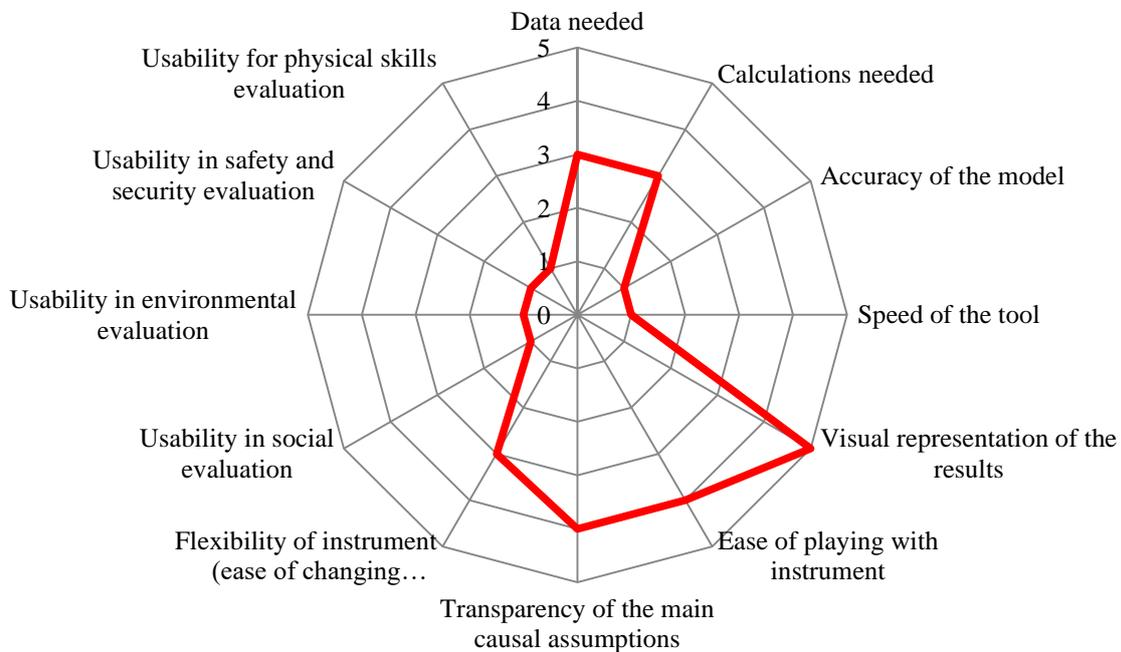 Data needed
5
4
3
2
1
0
Calculations needed
Accuracy of the model
Speed of the tool
Visual representation of the
results
Ease of playing with
instrument
Transparency of the main
causal assumptions
Flexibility of instrument
(ease of changing…
Usability in social
evaluation
Usability in environmental
evaluation
Usability in safety and
security evaluation
Usability for physical skills
evaluation